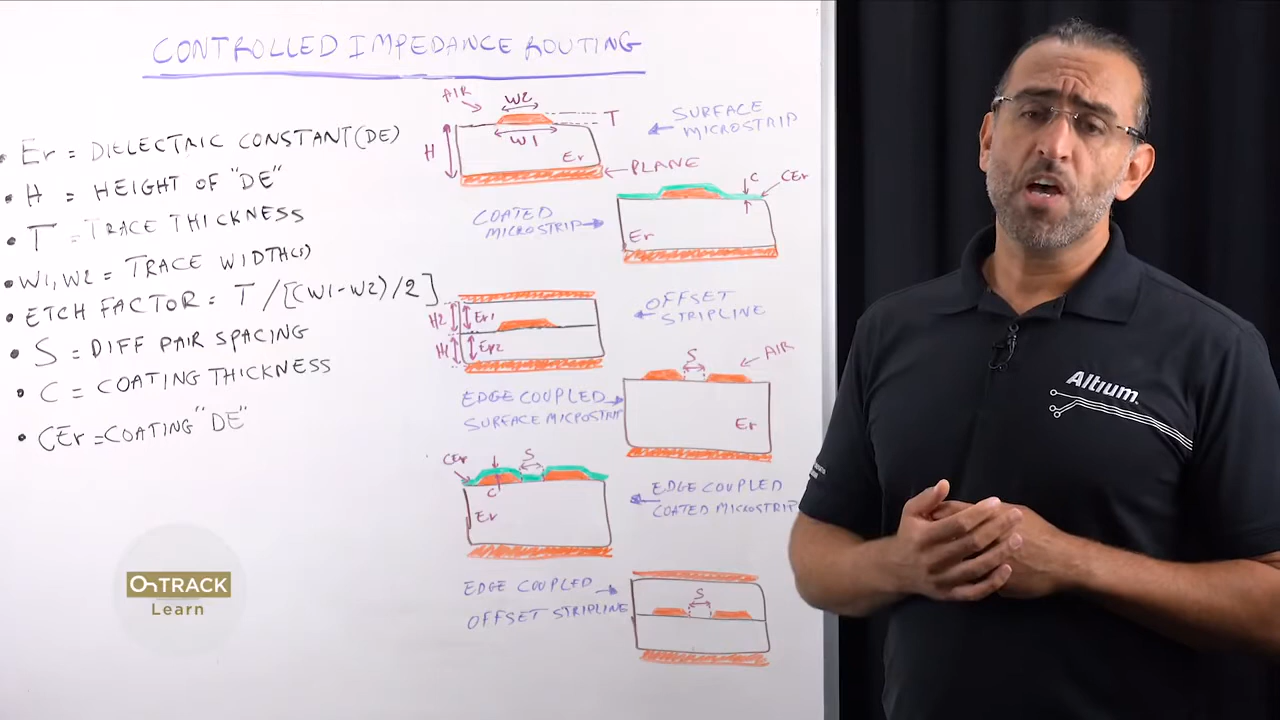 CONTROLLED IMPEDANCE ROUTING
• Er = DIELECTRIC CONSTANT (DE)
• H = HEIGHT OF "DE"
• T = TRACE THICKNESS
• W1, W2 = TRACE WIDTH(S)
• ETCH FACTOR = T / [(W1-W2)/2]
• S = DIFF PAIR SPACING
• C = COATING THICKNESS
• CEr = COATING "DE"
AIR
W2
T
W1
H
Er
PLANE
SURFACE
MICROSTRIP
C
CEr
Er
COATED
MICROSTRIP
H2
Er1
H1
Er2
OFFSET
STRIPLINE
S
AIR
Er
EDGE COUPLED
SURFACE MICROSTRIP
CEr
S
C
Er
EDGE COUPLED
COATED MICROSTRIP
EDGE COUPLED
OFFSET STRIPLINE
S
Altium
OnTRACK
Learn